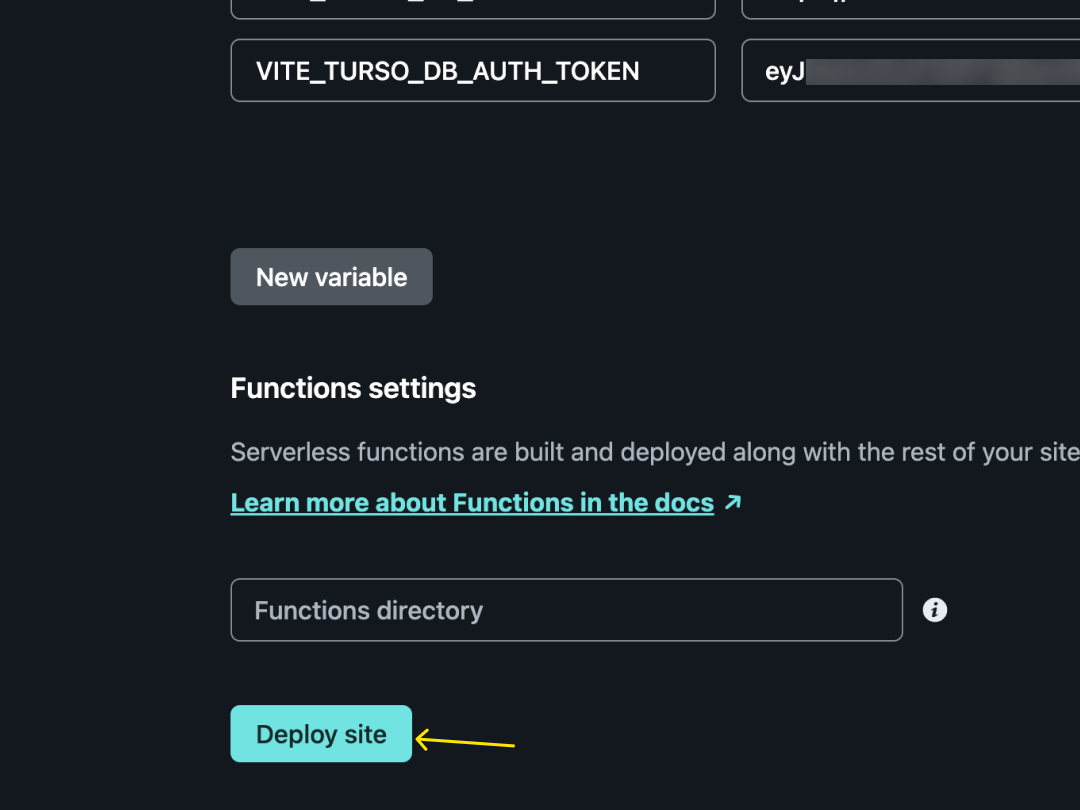 VITE_TURSO_DB_AUTH_TOKEN
eyJ
New variable
Functions settings
Serverless functions are built and deployed along with the rest of your site
Learn more about Functions in the docs ↗
Functions directory
Deploy site